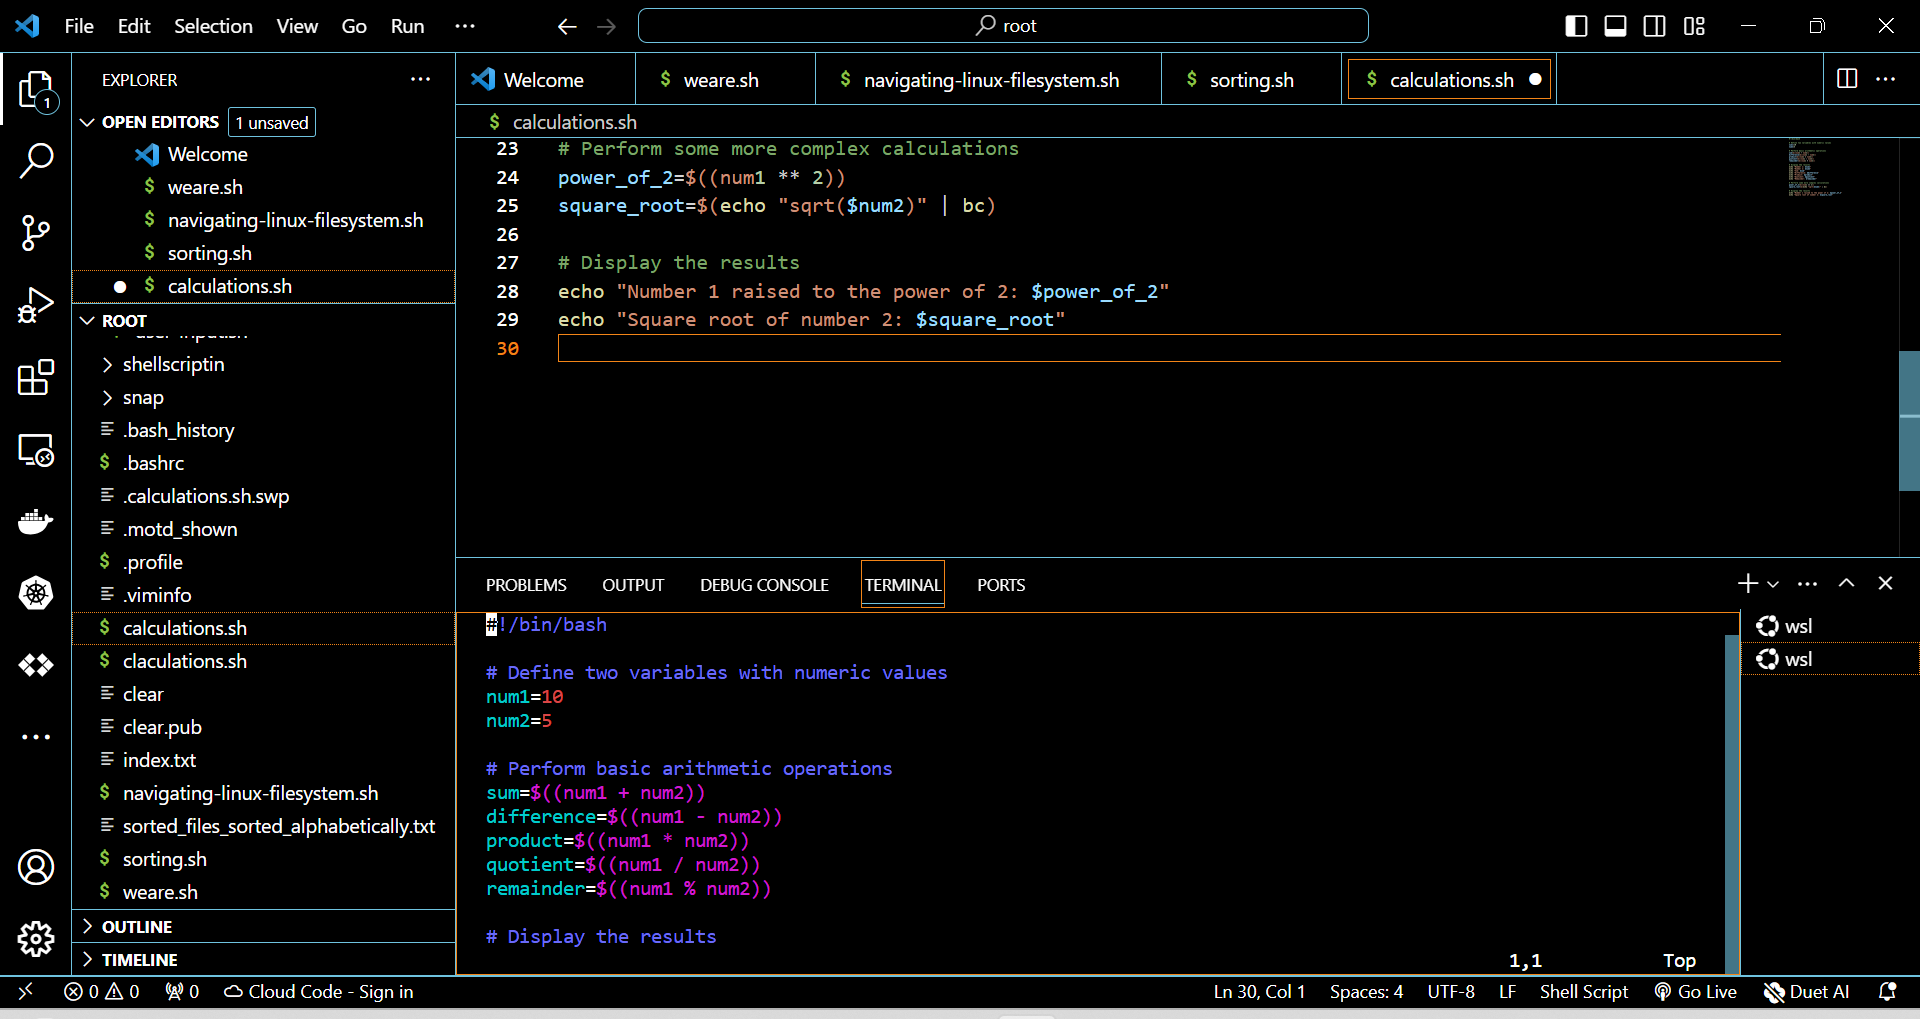 File Edit Selection View Go Run ··· root
EXPLORER
OPEN EDITORS 1 unsaved
Welcome
weare.sh
navigating-linux-filesystem.sh
sorting.sh
calculations.sh
ROOT
shellscriptin
snap
.bash_history
.bashrc
.calculations.sh.swp
.motd_shown
.profile
.viminfo
calculations.sh
claculations.sh
clear
clear.pub
index.txt
navigating-linux-filesystem.sh
sorted_files_sorted_alphabetically.txt
sorting.sh
weare.sh
OUTLINE
TIMELINE
1
Welcome $ weare.sh $ navigating-linux-filesystem.sh $ sorting.sh $ calculations.sh
$ calculations.sh
23 # Perform some more complex calculations
24 power_of_2=$((num1 ** 2))
25 square_root=$(echo "sqrt($num2)" | bc)
26
27 # Display the results
28 echo "Number 1 raised to the power of 2: $power_of_2"
29 echo "Square root of number 2: $square_root"
30
PROBLEMS OUTPUT DEBUG CONSOLE TERMINAL PORTS
#!/bin/bash
# Define two variables with numeric values
num1=10
num2=5
# Perform basic arithmetic operations
sum=$((num1 + num2))
difference=$((num1 - num2))
product=$((num1 * num2))
quotient=$((num1 / num2))
remainder=$((num1 % num2))
# Display the results
1,1 Top
wsl
wsl
0 0 0 Cloud Code - Sign in Ln 30, Col 1 Spaces: 4 UTF-8 LF Shell Script Go Live Duet AI